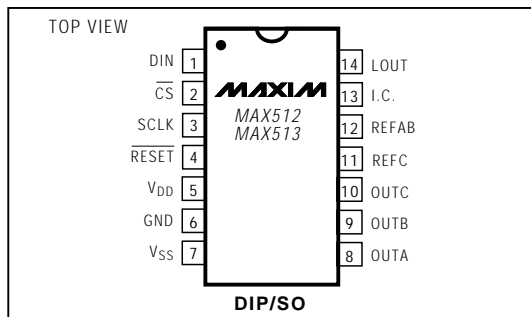 TOP VIEW
DIN 1
CS 2
SCLK 3
RESET 4
VDD 5
GND 6
VSS 7
MAXIM
MAX512
MAX513
14 LOUT
13 I.C.
12 REFAB
11 REFC
10 OUTC
9 OUTB
8 OUTA
DIP/SO